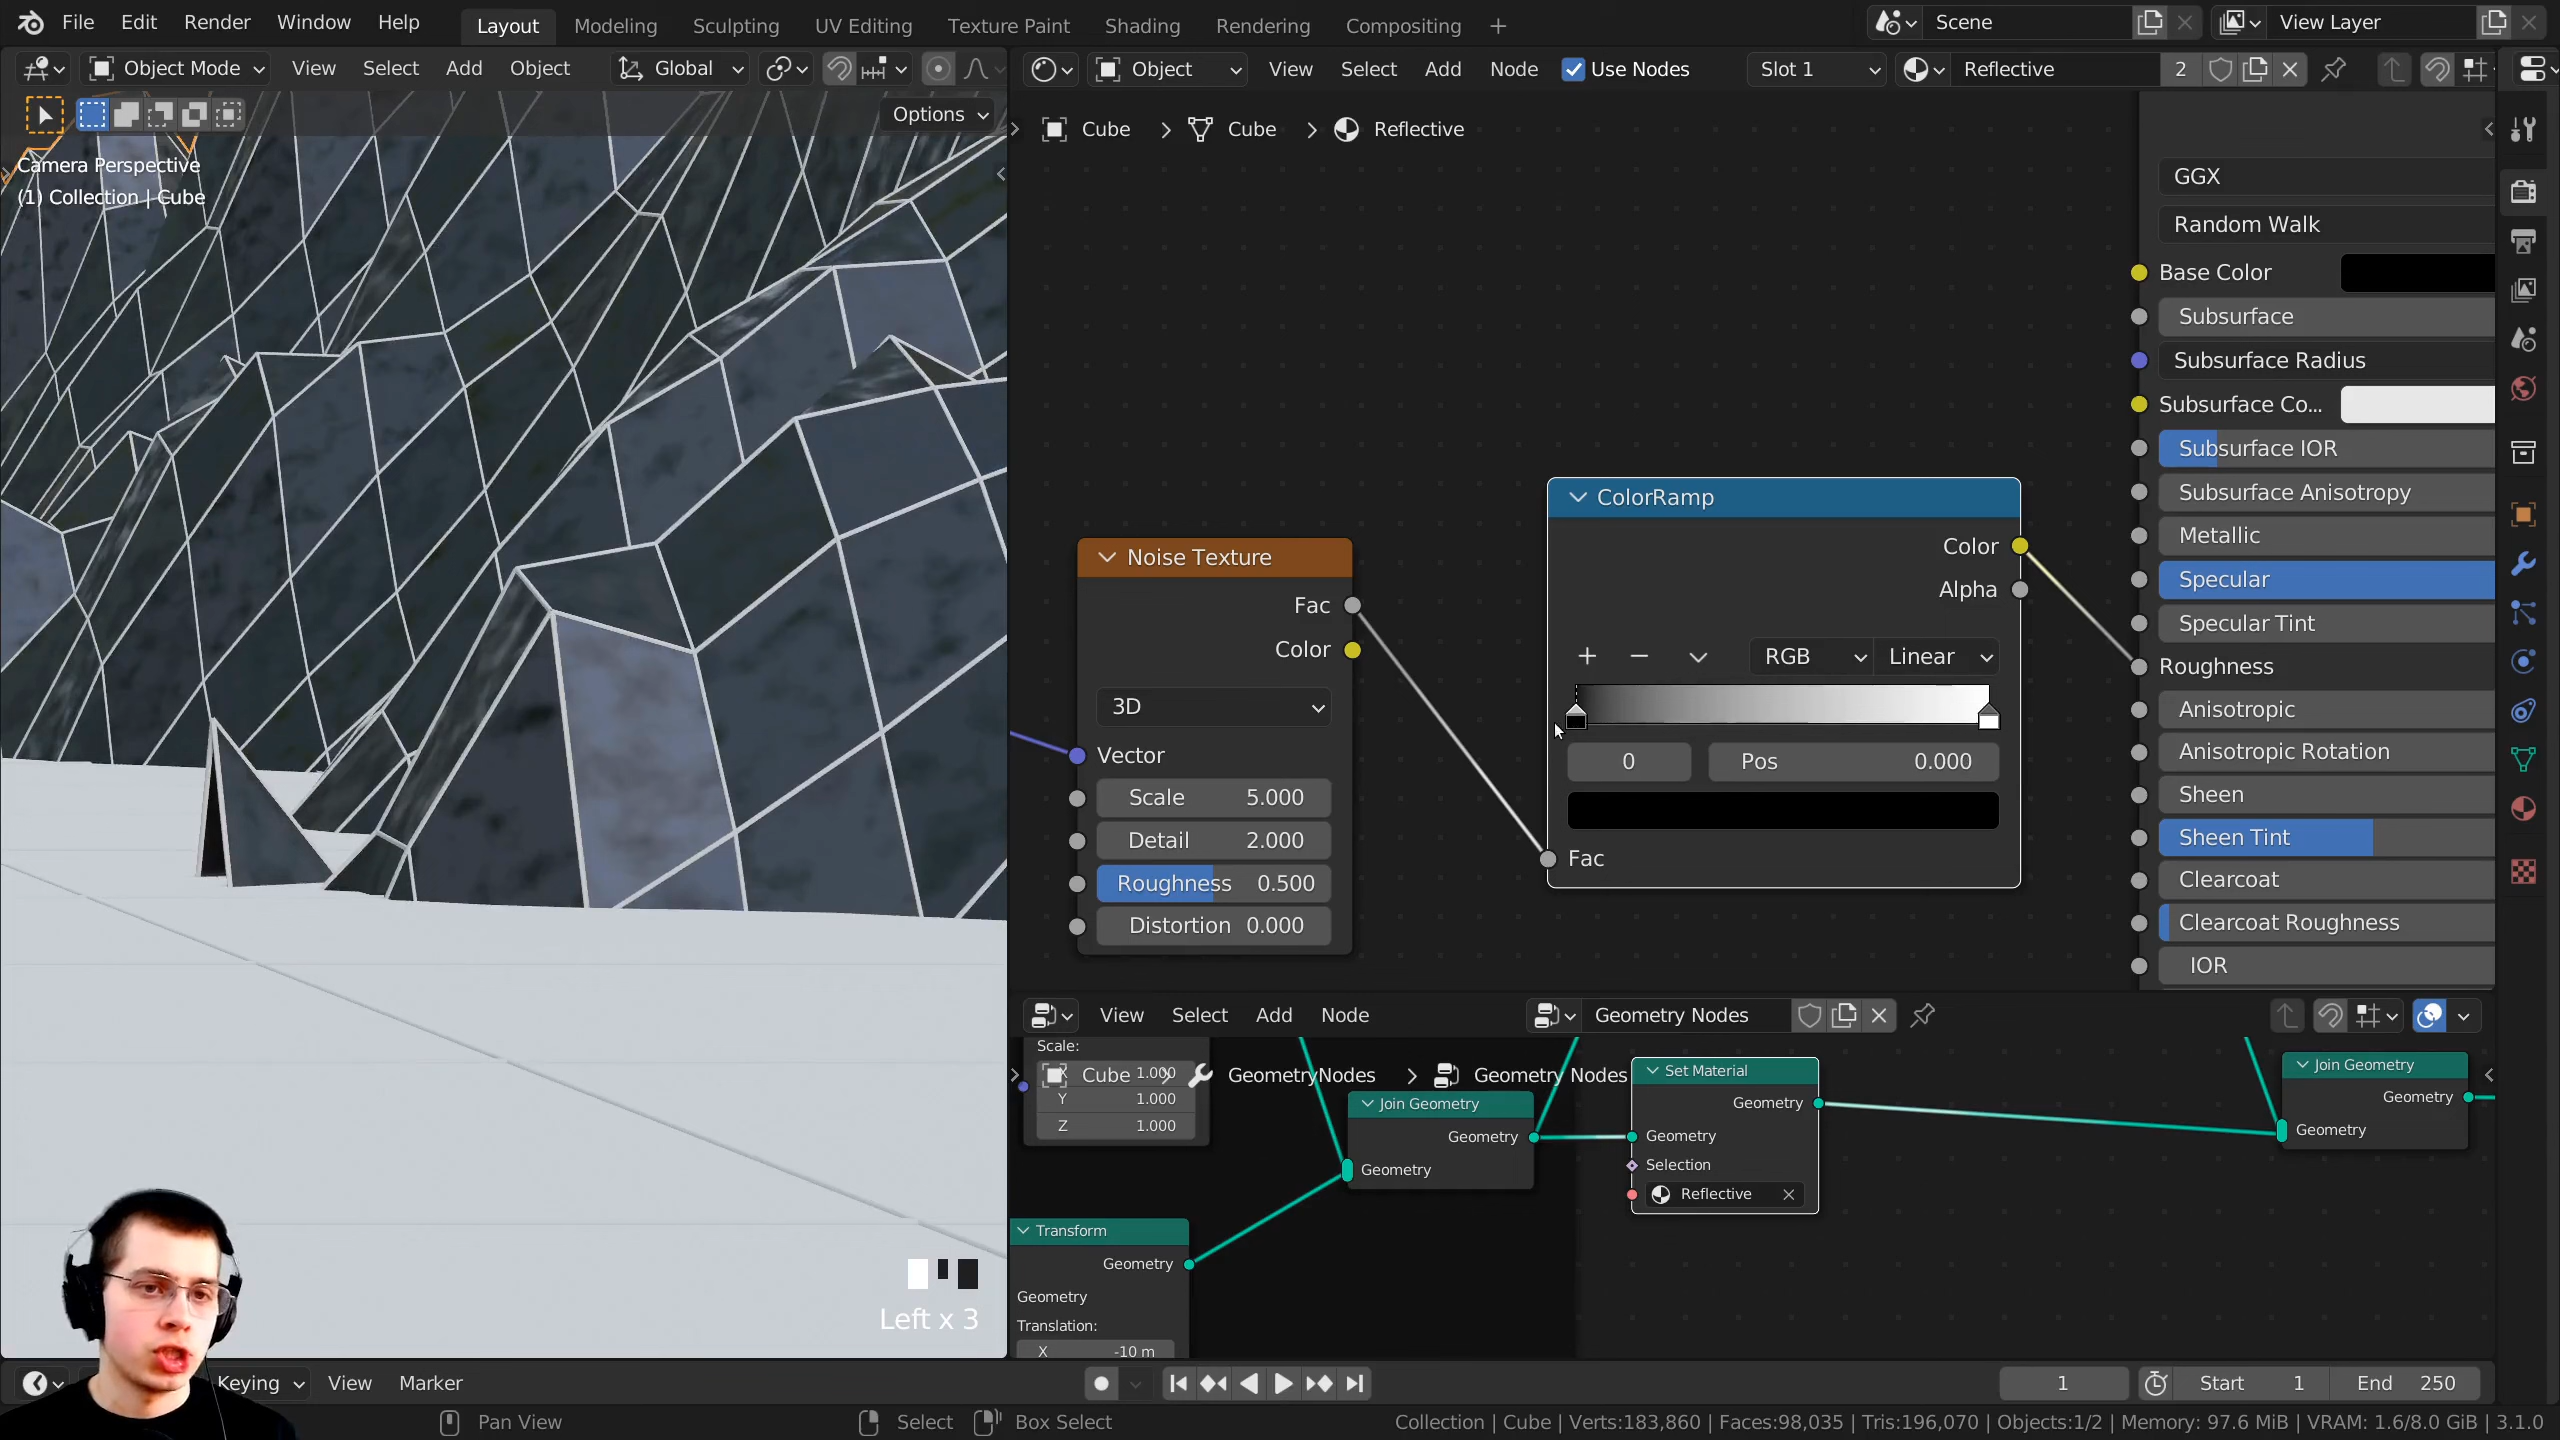 File Edit Render Window Help Layout Modeling Sculpting UV Editing Texture Paint Shading Rendering Compositing + Scene View Layer
Object Mode View Select Add Object Global
Options
Camera Perspective
(1) Collection | Cube
Object View Select Add Node Use Nodes Slot 1 Reflective 2
Cube > Cube > Reflective
Noise Texture
Fac
Color
3D
Vector
Scale 5.000
Detail 2.000
Roughness 0.500
Distortion 0.000
ColorRamp
Color
Alpha
+ − RGB Linear
0 Pos 0.000
Fac
GGX
Random Walk
Base Color
Subsurface
Subsurface Radius
Subsurface Co...
Subsurface IOR
Subsurface Anisotropy
Metallic
Specular
Specular Tint
Roughness
Anisotropic
Anisotropic Rotation
Sheen
Sheen Tint
Clearcoat
Clearcoat Roughness
IOR
View Select Add Node Geometry Nodes
Cube > GeometryNodes > Geometry Nodes
Scale:
X 1.000
Y 1.000
Z 1.000
Join Geometry
Geometry
Geometry
Set Material
Geometry
Geometry
Selection
Reflective
Join Geometry
Geometry
Geometry
Transform
Geometry
Geometry
Translation:
X -10 m
Left x 3
Keying View Marker 1 Start 1 End 250
Pan View Select Box Select Collection | Cube | Verts:183,860 | Faces:98,035 | Tris:196,070 | Objects:1/2 | Memory: 97.6 MiB | VRAM: 1.6/8.0 GiB | 3.1.0